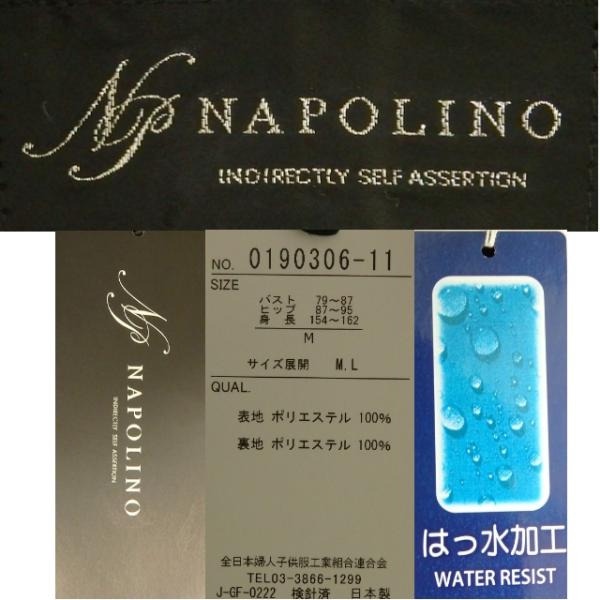 NP NAPOLINO
INDIRECTLY SELF ASSERTION
NP NAPOLINO
INDIRECTLY SELF ASSERTION
NO. 0190306-11
SIZE
バスト 79~87
ヒップ 87~95
身長 154~162
M
サイズ展開 M.L
QUAL.
表地 ポリエステル 100%
裏地 ポリエステル 100%
全日本婦人子供服工業組合連合会
TEL03-3866-1299
J-GF-0222 検針済 日本製
はっ水加工
WATER RESIST